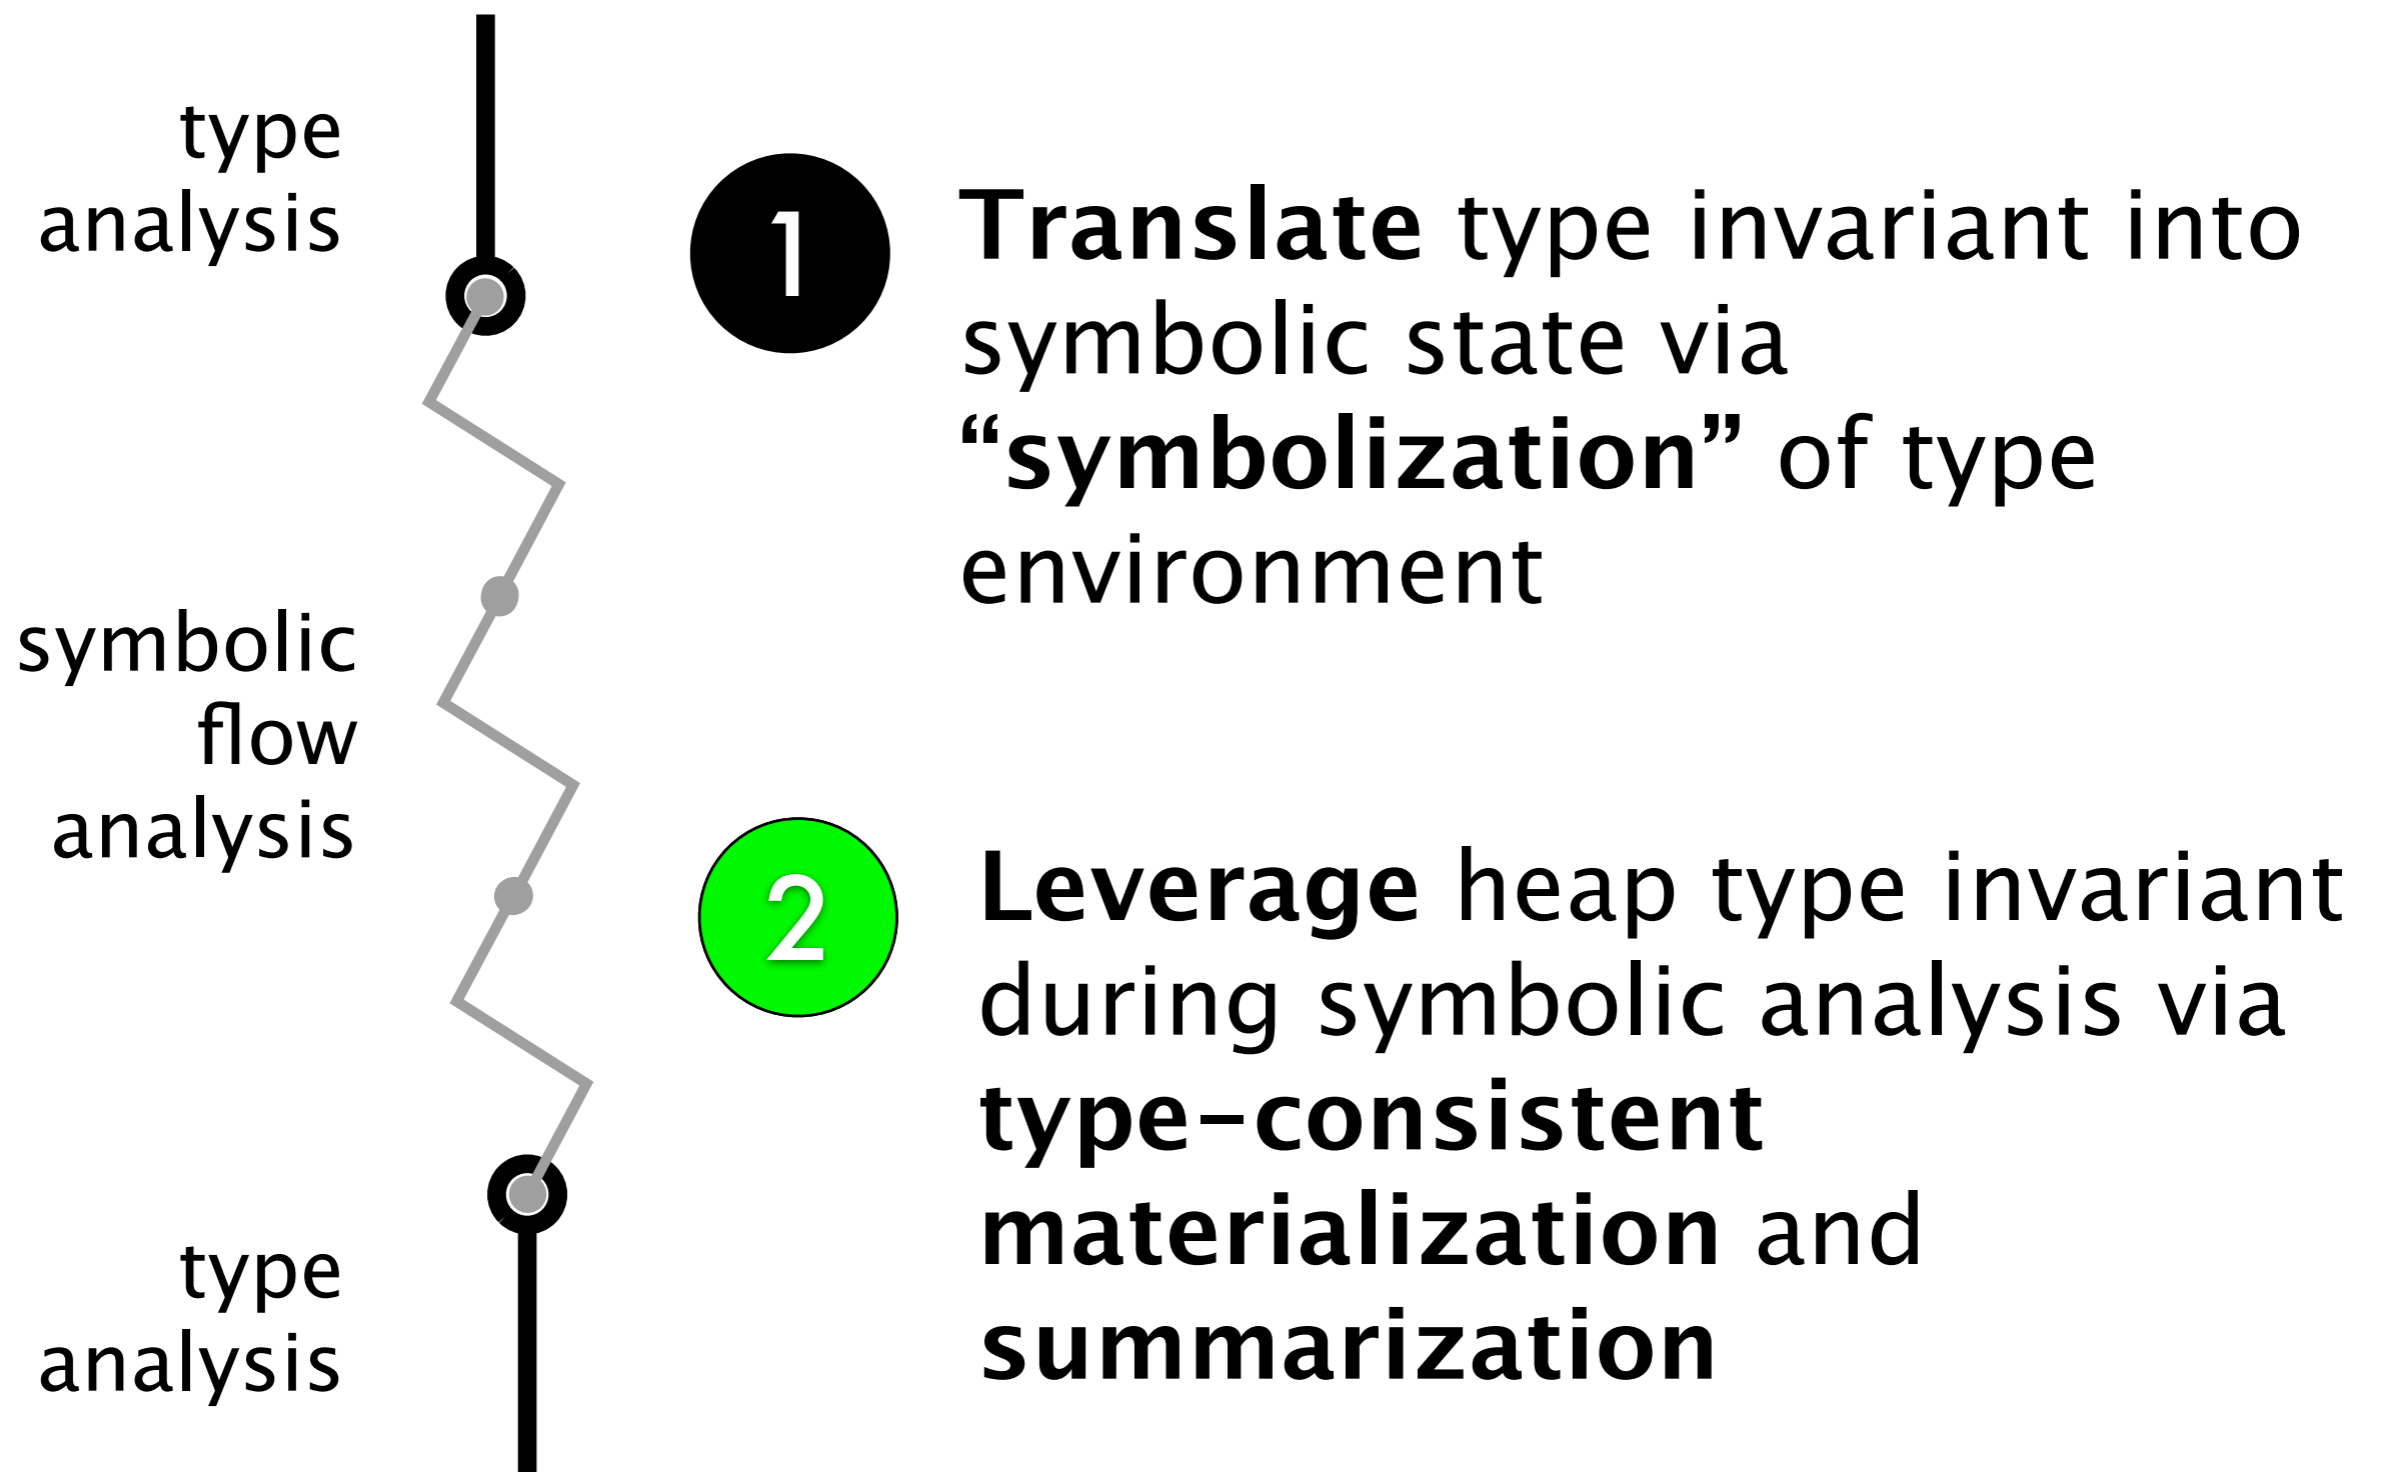 type
analysis
1
Translate type invariant into
symbolic state via
“symbolization” of type
environment
symbolic
flow
analysis
2
Leverage heap type invariant
during symbolic analysis via
type-consistent
materialization and
summarization
type
analysis